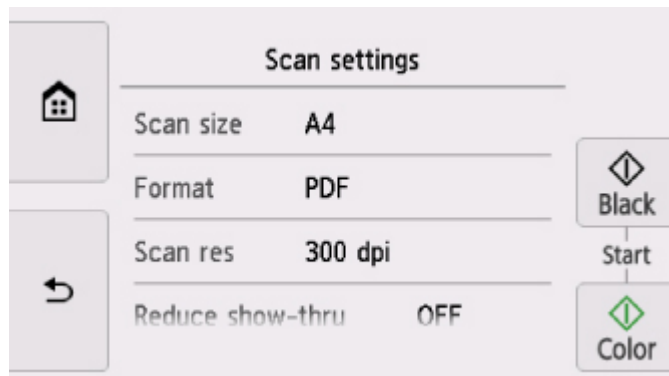 Scan settings
Scan size A4
Format PDF
Scan res 300 dpi
Reduce show-thru OFF
Black
Start
Color